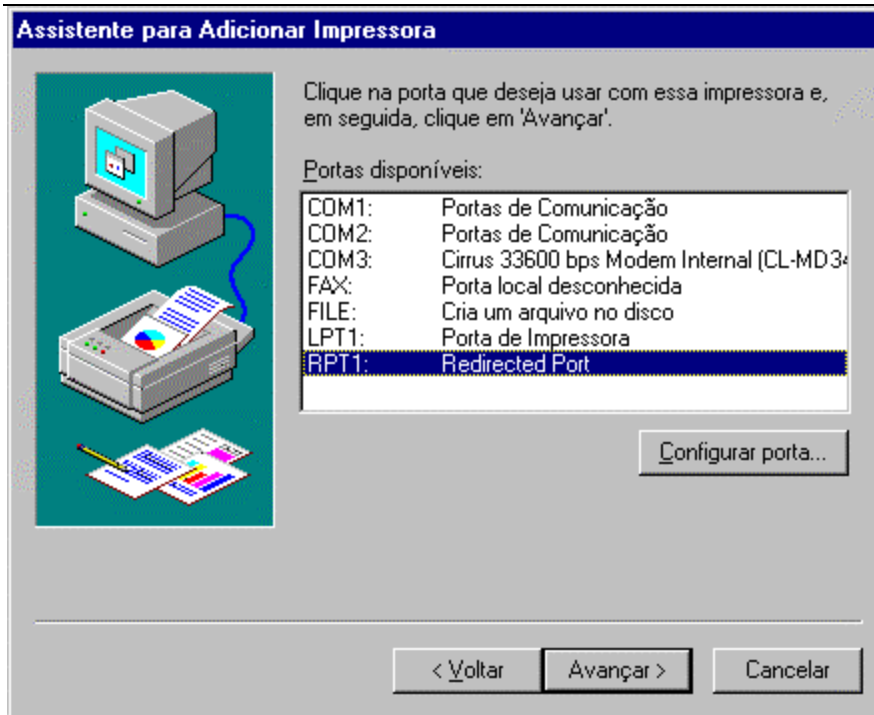 Assistente para Adicionar Impressora
Clique na porta que deseja usar com essa impressora e,
em seguida, clique em 'Avançar'.
Portas disponíveis:
COM1: Portas de Comunicação
COM2: Portas de Comunicação
COM3: Cirrus 33600 bps Modem Internal (CL-MD34
FAX: Porta local desconhecida
FILE: Cria um arquivo no disco
LPT1: Porta de Impressora
RPT1: Redirected Port
Configurar porta...
< Voltar Avançar > Cancelar